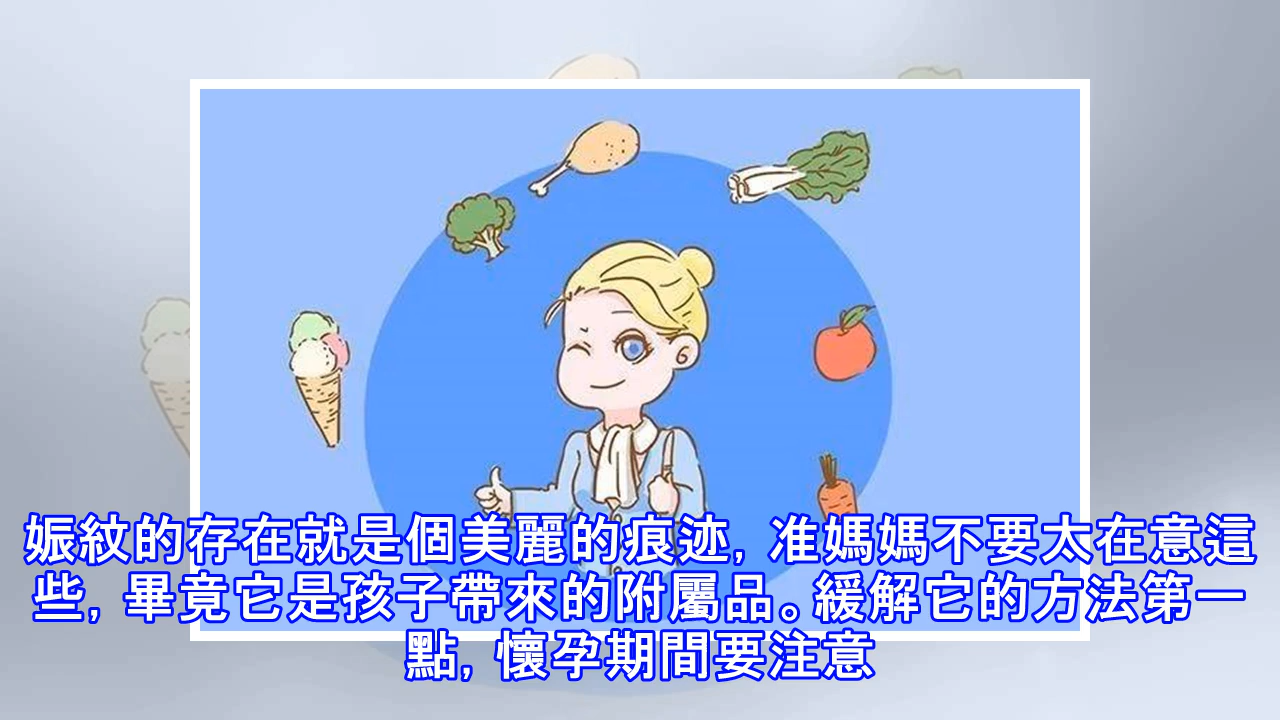 娠紋的存在就是個美麗的痕迹, 准媽媽不要太在意這
些, 畢竟它是孩子帶來的附屬品。緩解它的方法第一
點, 懷孕期間要注意